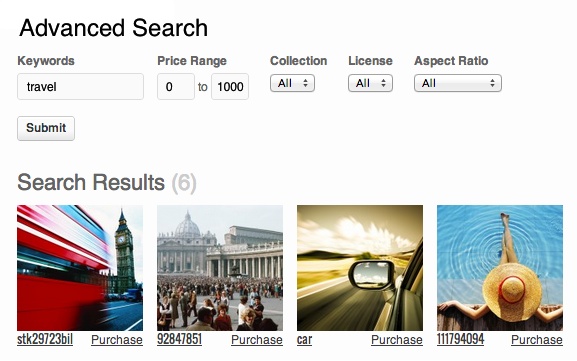 Advanced Search
Keywords Price Range Collection License Aspect Ratio
travel 0 to 1000 All All All
Submit
Search Results (6)
stk29723bil Purchase 92847851 Purchase car Purchase 111794094 Purchase